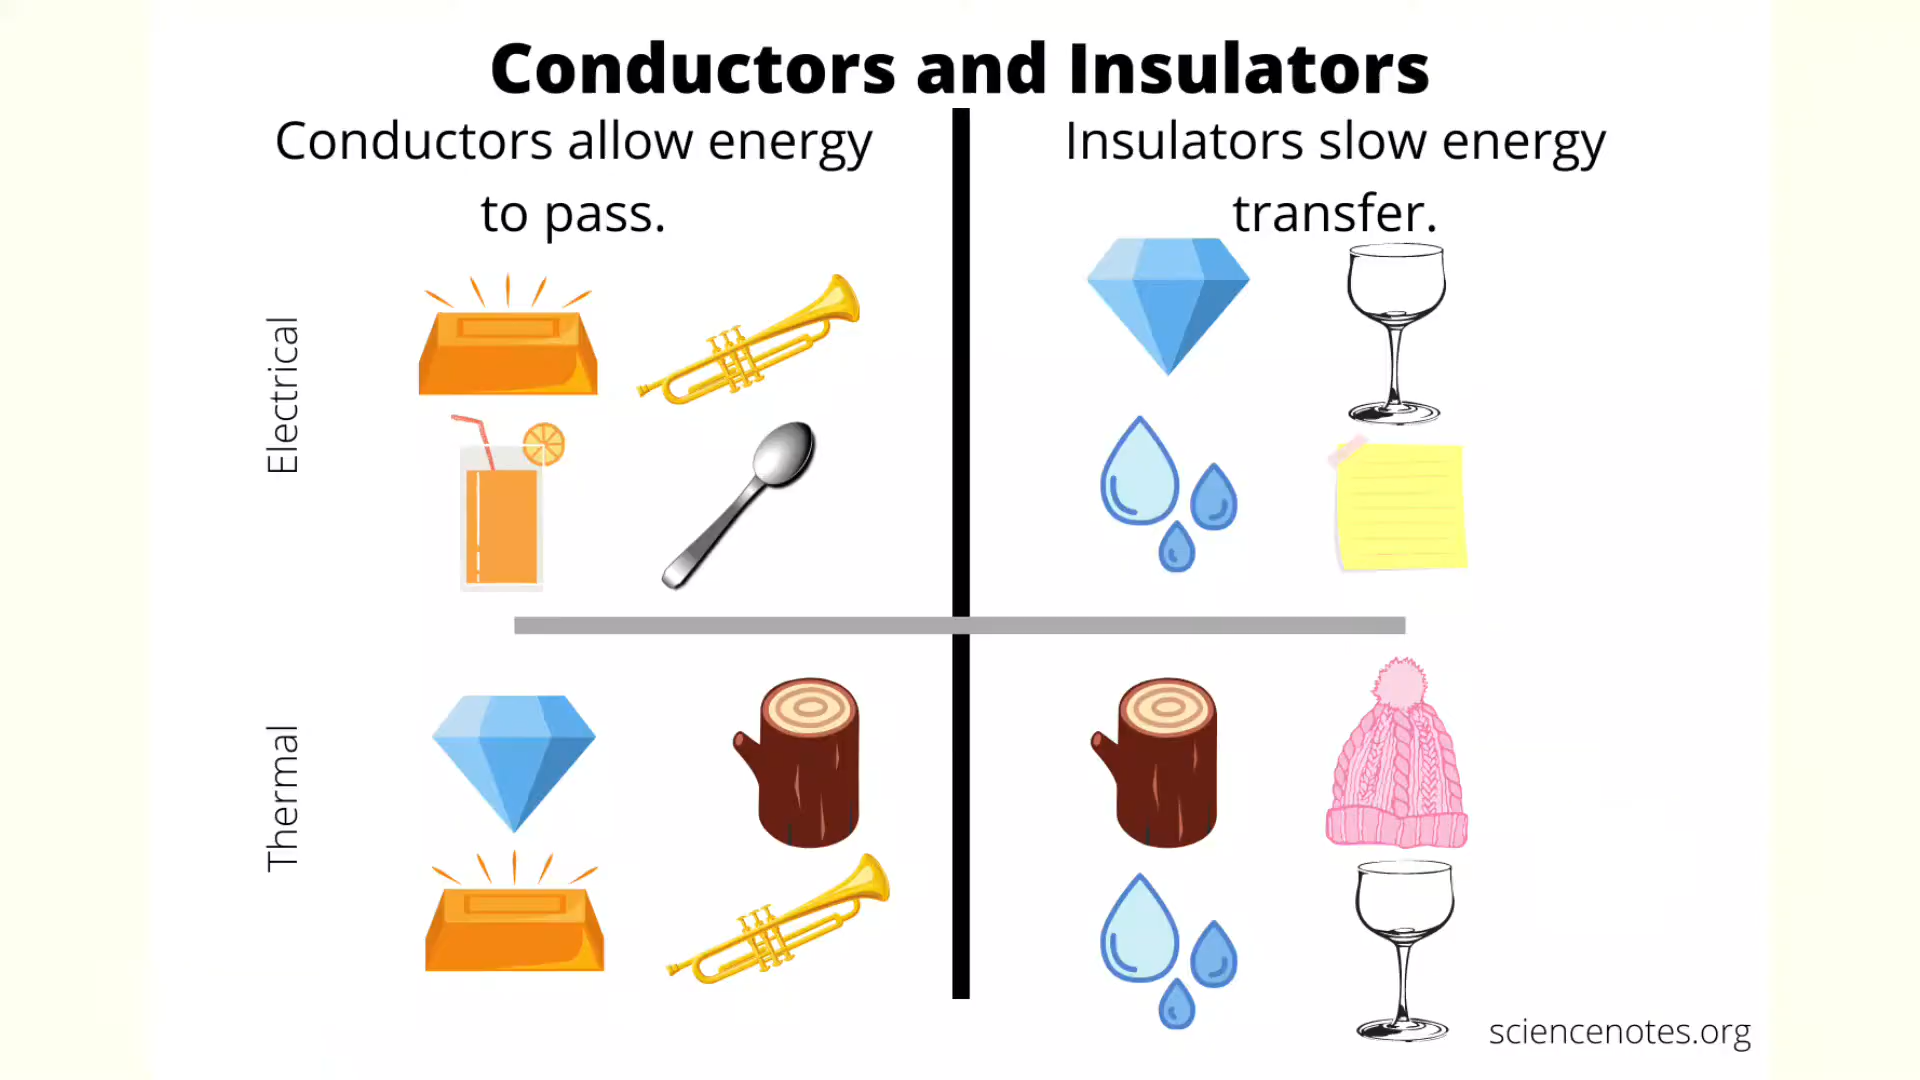 Conductors and Insulators
Conductors allow energy
to pass.
Insulators slow energy
transfer.
Electrical
Thermal
sciencenotes.org